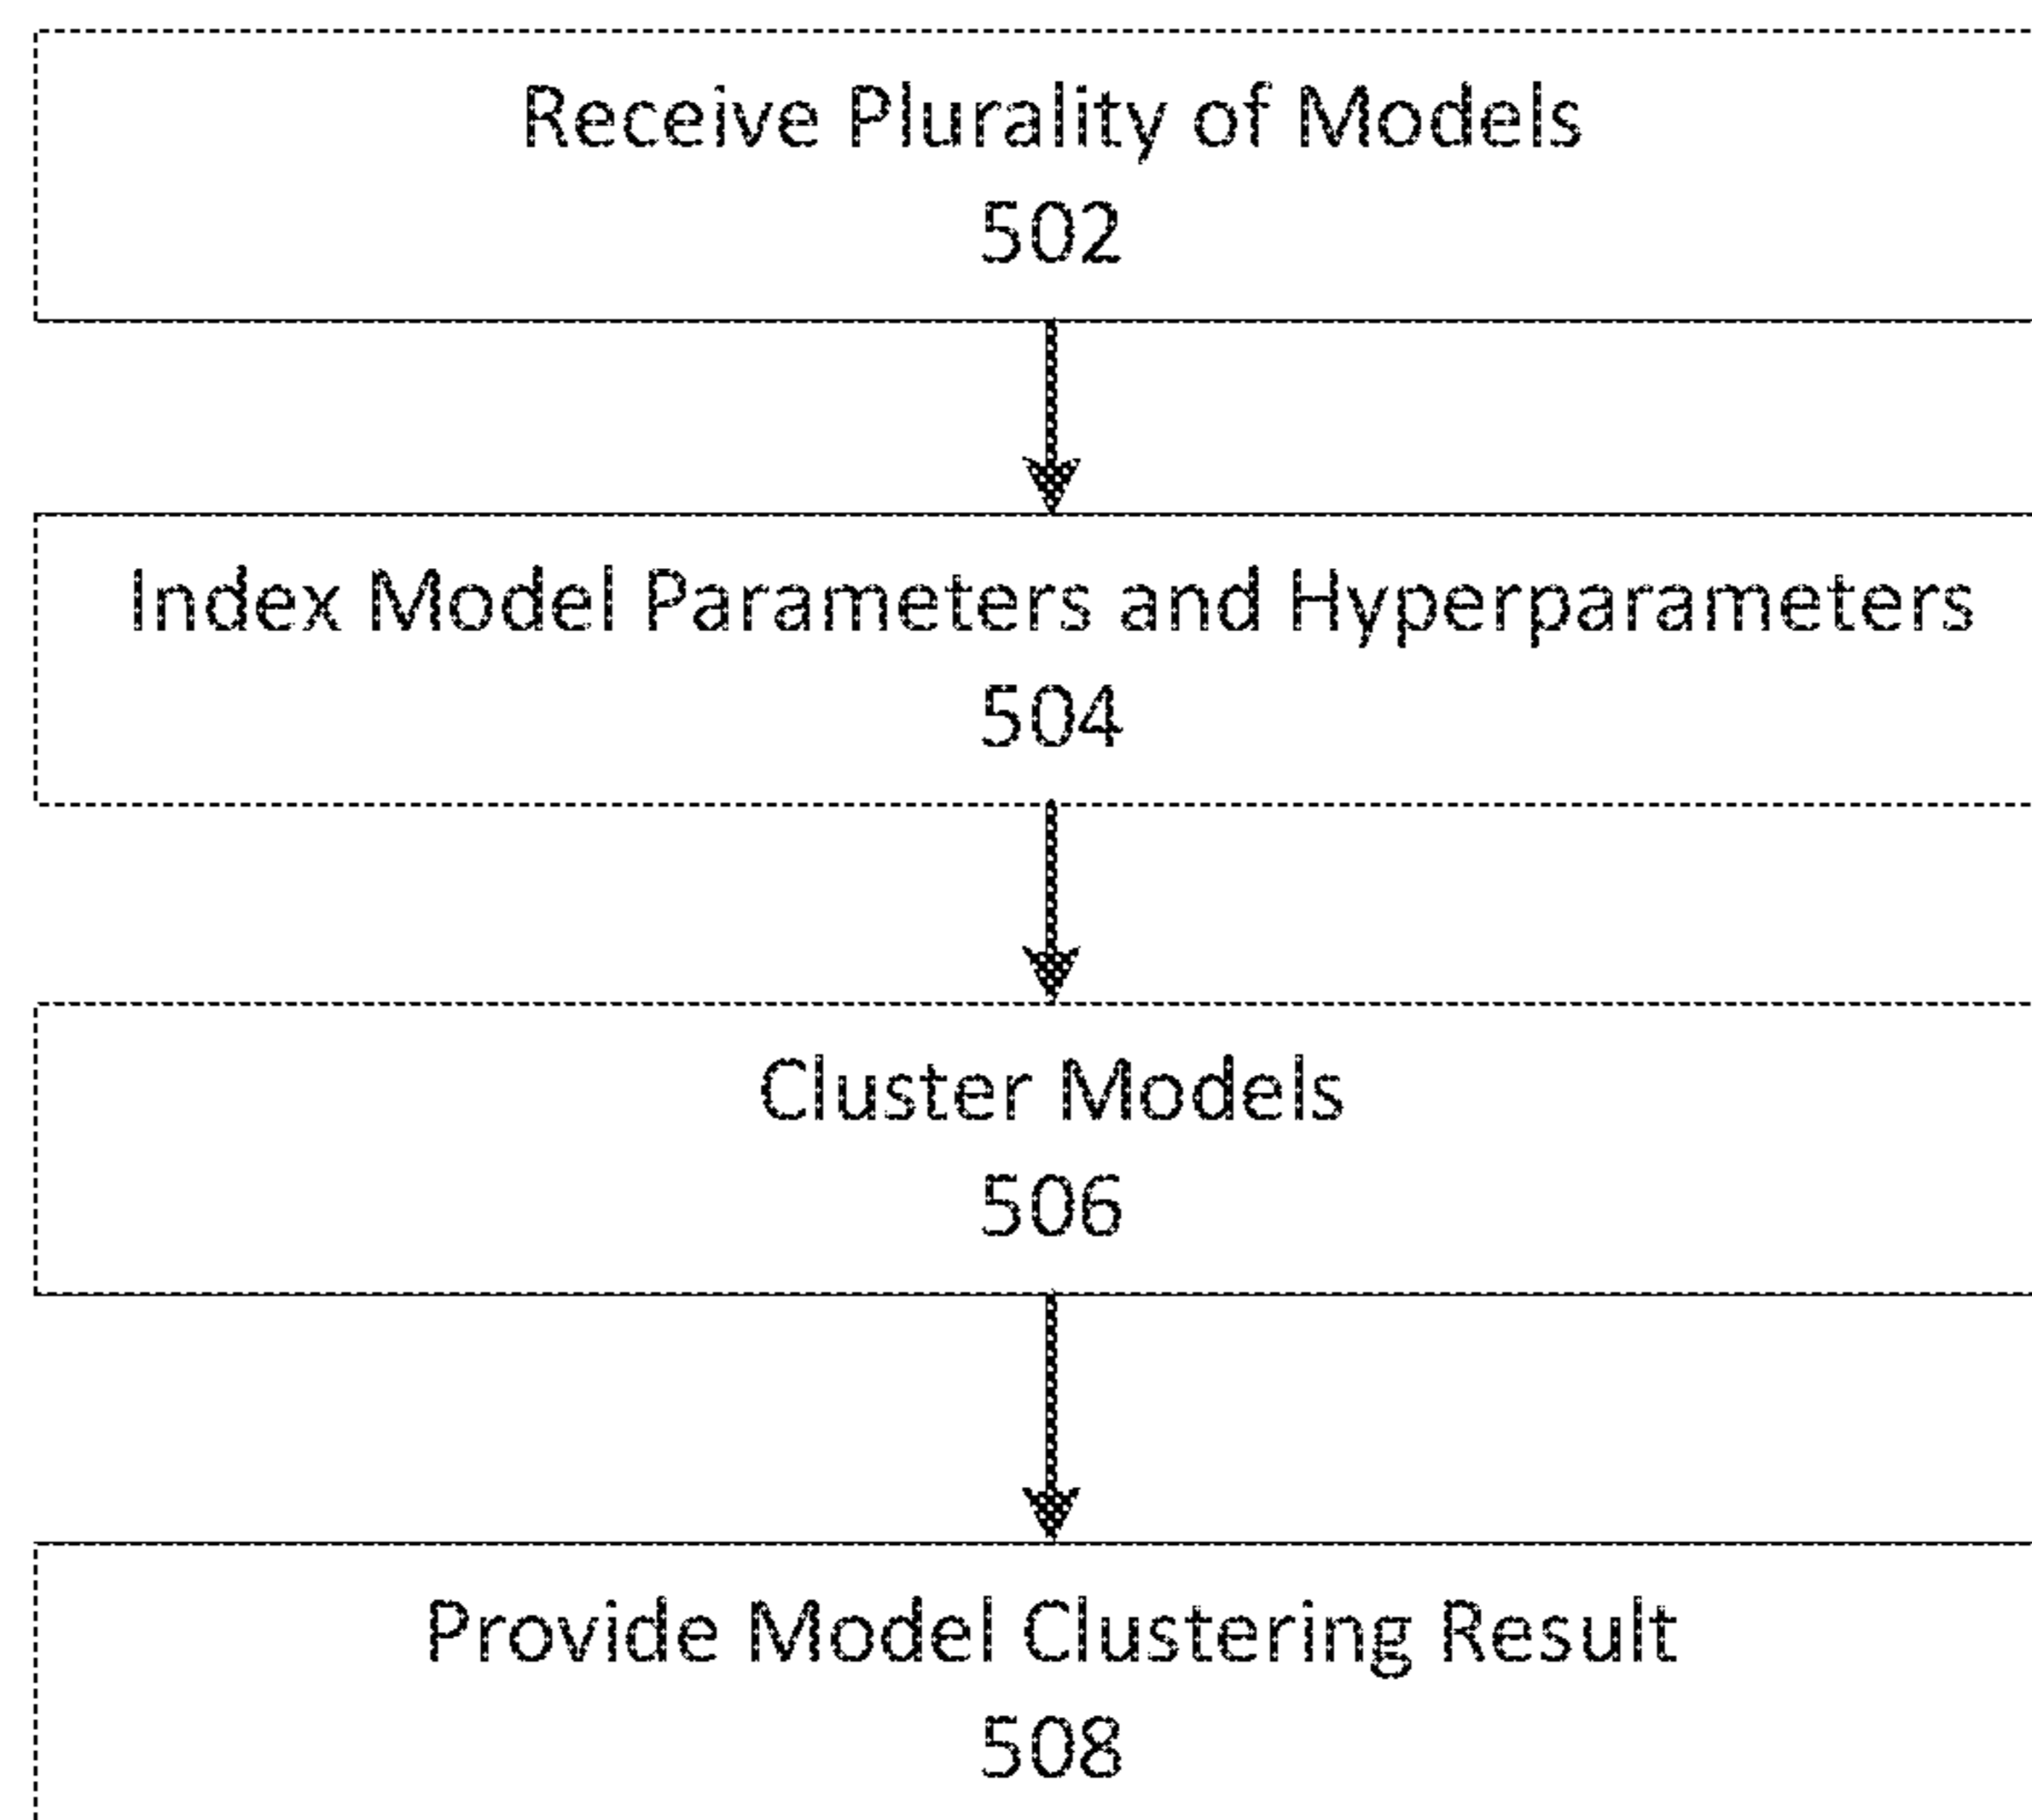 Receive Plurality of Models
502
Index Model Parameters and Hyperparameters
504
Cluster Models
506
Provide Model Clustering Result
508